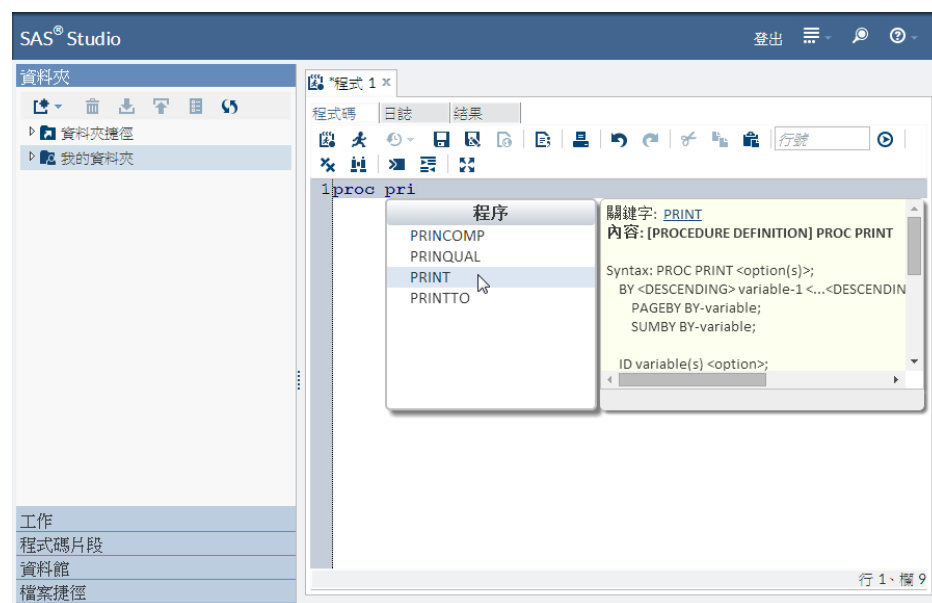 SAS® Studio
登出
資料夾
資料夾捷徑
我的資料夾
工作
程式碼片段
資料館
檔案捷徑
*程式 1 ×
程式碼 日誌 結果
行號
1 proc pri
程序
PRINCOMP
PRINQUAL
PRINT
PRINTTO
關鍵字: PRINT
內容: [PROCEDURE DEFINITION] PROC PRINT
Syntax: PROC PRINT <option(s)>;
BY <DESCENDING> variable-1 <...<DESCENDIN
PAGEBY BY-variable;
SUMBY BY-variable;
ID variable(s) <option>;
行 1、欄 9